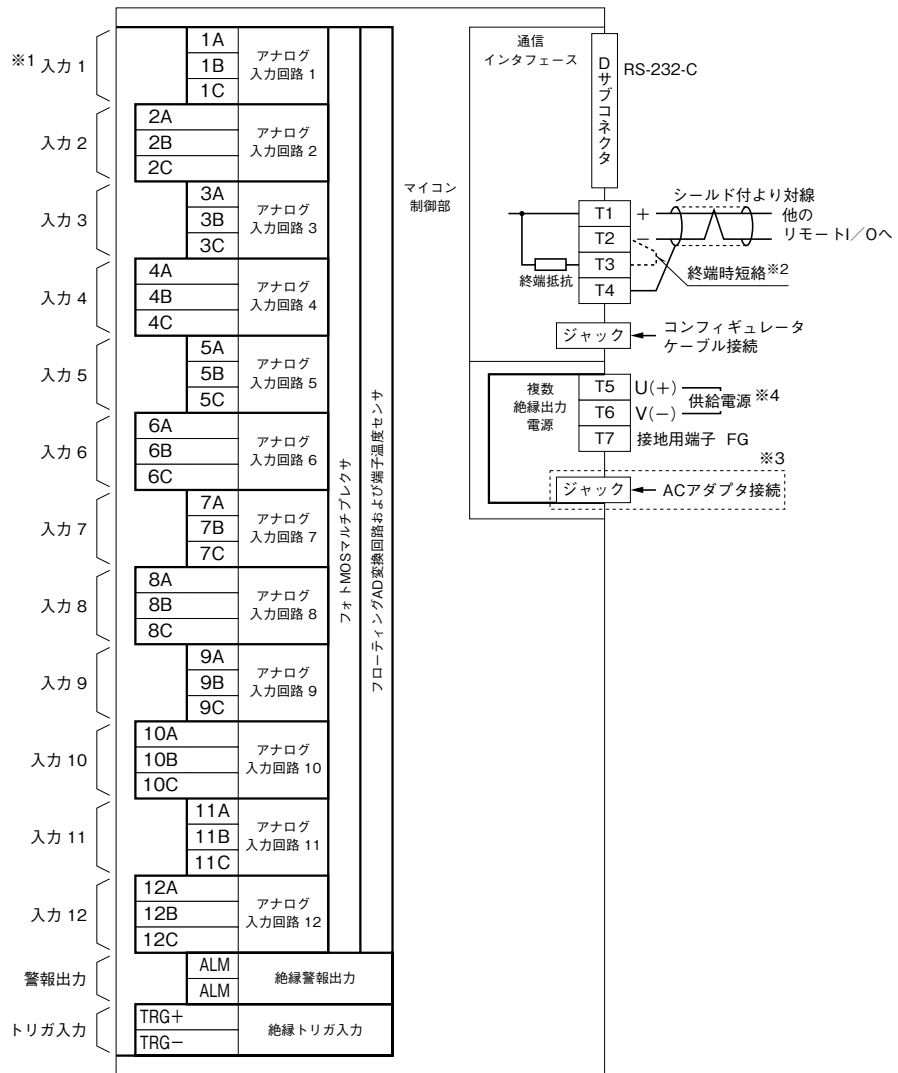 ※1 入力 1
1A
1B
1C
アナログ
入力回路 1
入力 2
2A
2B
2C
アナログ
入力回路 2
入力 3
3A
3B
3C
アナログ
入力回路 3
入力 4
4A
4B
4C
アナログ
入力回路 4
入力 5
5A
5B
5C
アナログ
入力回路 5
入力 6
6A
6B
6C
アナログ
入力回路 6
入力 7
7A
7B
7C
アナログ
入力回路 7
入力 8
8A
8B
8C
アナログ
入力回路 8
入力 9
9A
9B
9C
アナログ
入力回路 9
入力 10
10A
10B
10C
アナログ
入力回路 10
入力 11
11A
11B
11C
アナログ
入力回路 11
入力 12
12A
12B
12C
アナログ
入力回路 12
警報出力
ALM
ALM
絶縁警報出力
トリガ入力
TRG+
TRG−
絶縁トリガ入力
フォトMOSマルチプレクサ
フローティングAD変換回路および端子温度センサ
マイコン
制御部
通信
インタフェース
Dサブコネクタ
RS-232-C
シールド付より対線
T1
+
他の
T2
−
リモートI/Oへ
T3
終端抵抗
終端時短絡※2
T4
ジャック
コンフィギュレータ
ケーブル接続
複数
絶縁出力
電源
T5
U(+)
供給電源 ※4
T6
V(−)
T7
接地用端子 FG
※3
ジャック
ACアダプタ接続